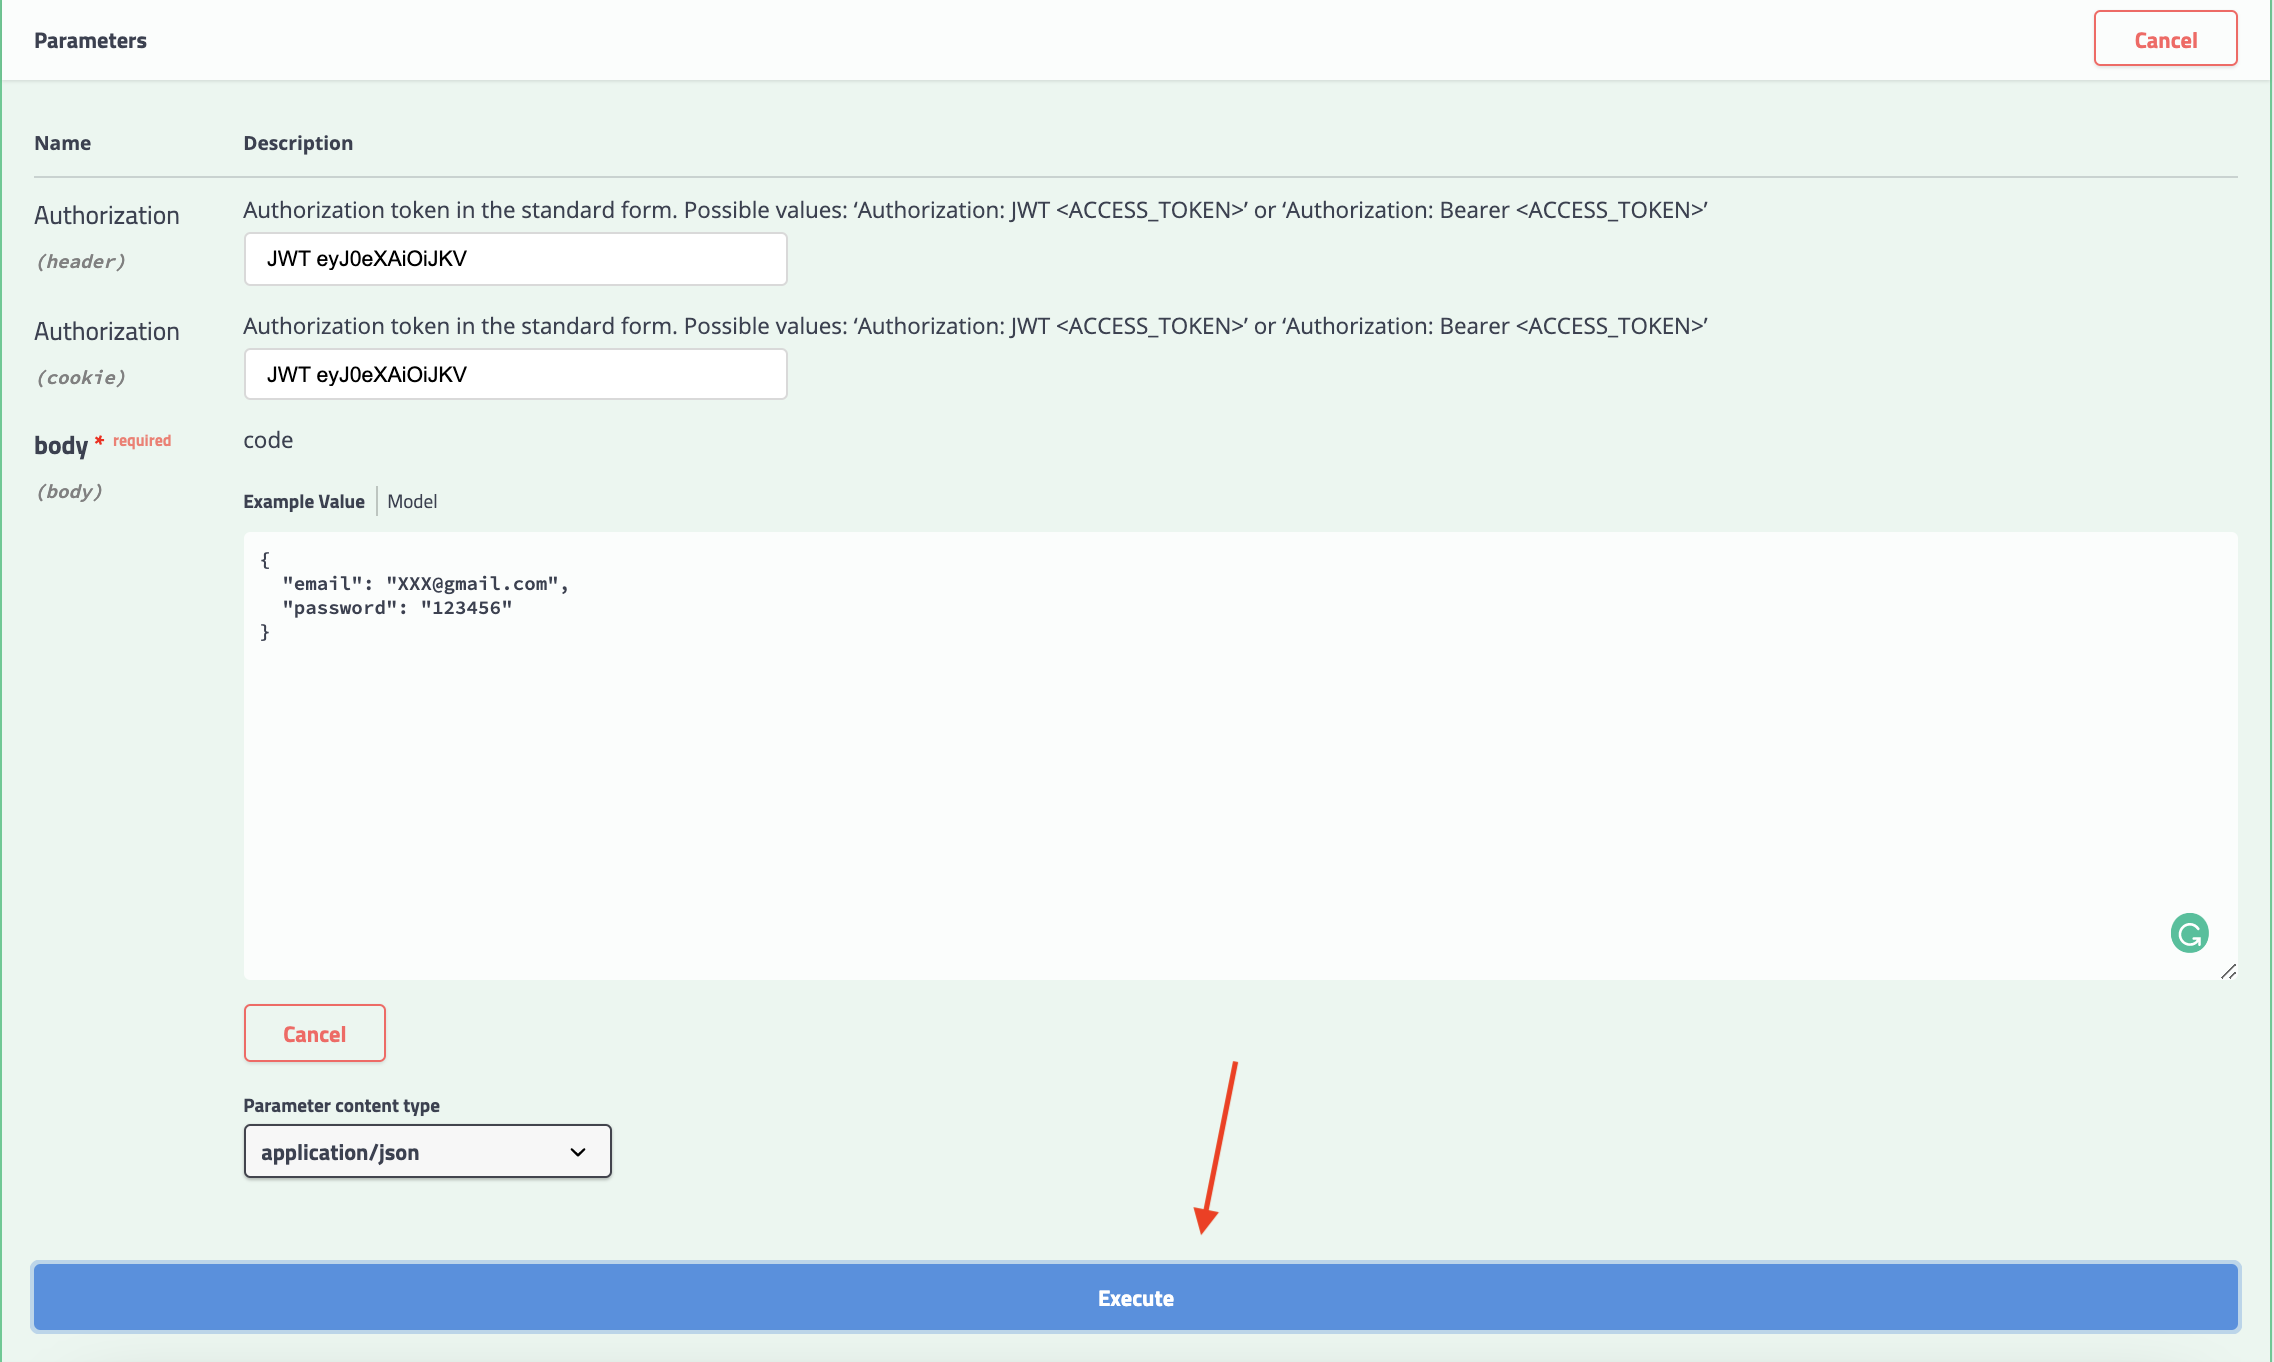 Parameters
Cancel
Name Description
Authorization Authorization token in the standard form. Possible values: ‘Authorization: JWT <ACCESS_TOKEN>’ or ‘Authorization: Bearer <ACCESS_TOKEN>’
(header) JWT eyJ0eXAiOiJKV
Authorization Authorization token in the standard form. Possible values: ‘Authorization: JWT <ACCESS_TOKEN>’ or ‘Authorization: Bearer <ACCESS_TOKEN>’
(cookie) JWT eyJ0eXAiOiJKV
body * required code
(body)
Example Value Model
{
"email": "XXX@gmail.com",
"password": "123456"
}
Cancel
Parameter content type
application/json
Execute